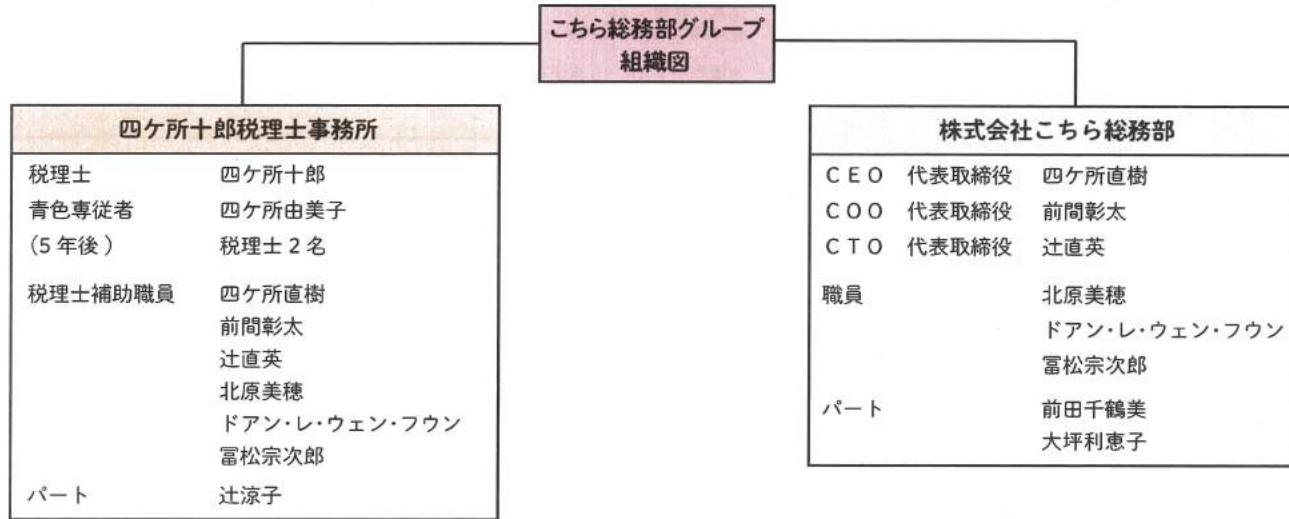 こちら総務部グループ
組織図
四ケ所十郎税理士事務所
税理士 四ケ所十郎
青色専従者 四ケ所由美子
(5年後) 税理士2名
税理士補助職員 四ケ所直樹
前間彰太
辻直英
北原美穂
ドアン・レ・ウェン・フウン
冨松宗次郎
パート 辻涼子
株式会社こちら総務部
CEO 代表取締役 四ケ所直樹
COO 代表取締役 前間彰太
CTO 代表取締役 辻直英
職員 北原美穂
ドアン・レ・ウェン・フウン
冨松宗次郎
パート 前田千鶴美
大坪利恵子